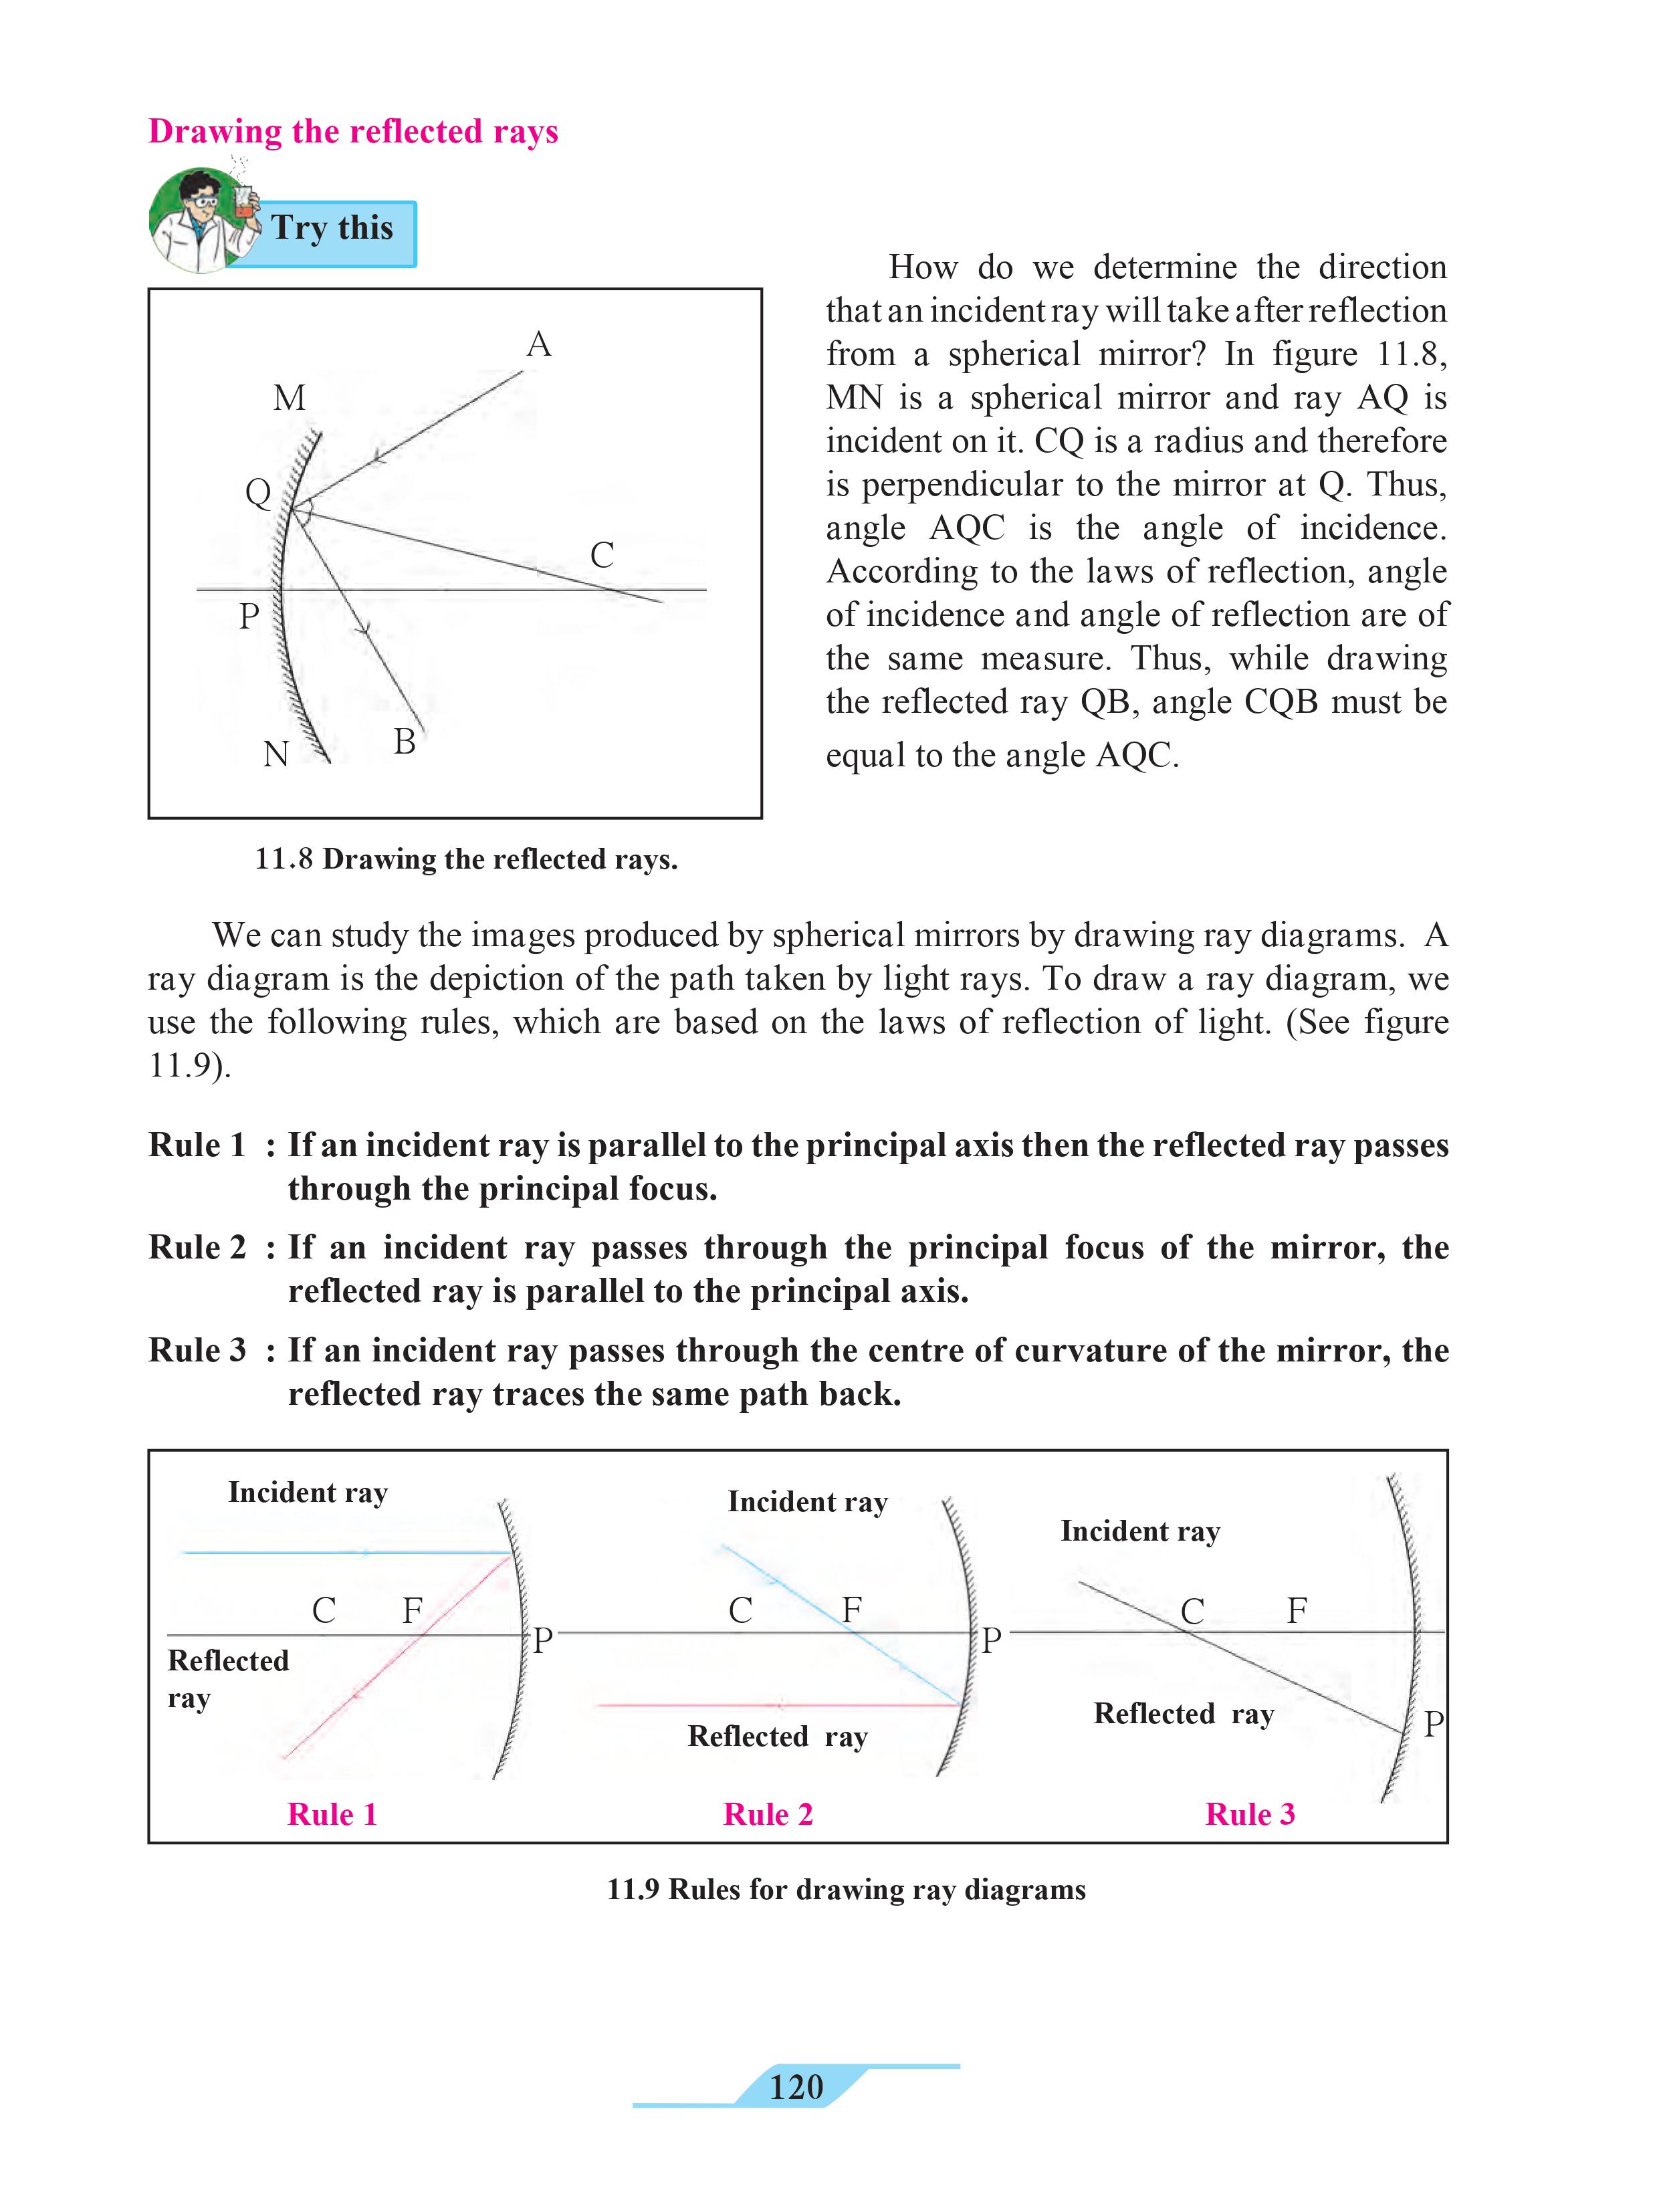 Drawing the reflected rays
Try this
A
M
Q
C
P
B
N
11.8 Drawing the reflected rays.
How do we determine the direction
that an incident ray will take after reflection
from a spherical mirror? In figure 11.8,
MN is a spherical mirror and ray AQ is
incident on it. CQ is a radius and therefore
is perpendicular to the mirror at Q. Thus,
angle AQC is the angle of incidence.
According to the laws of reflection, angle
of incidence and angle of reflection are of
the same measure. Thus, while drawing
the reflected ray QB, angle CQB must be
equal to the angle AQC.
We can study the images produced by spherical mirrors by drawing ray diagrams. A
ray diagram is the depiction of the path taken by light rays. To draw a ray diagram, we
use the following rules, which are based on the laws of reflection of light. (See figure
11.9).
Rule 1 : If an incident ray is parallel to the principal axis then the reflected ray passes
through the principal focus.
Rule 2 : If an incident ray passes through the principal focus of the mirror, the
reflected ray is parallel to the principal axis.
Rule 3 : If an incident ray passes through the centre of curvature of the mirror, the
reflected ray traces the same path back.
Incident ray
C F
P
Reflected
ray
Rule 1
Incident ray
C F
P
Reflected ray
Rule 2
Incident ray
C F
Reflected ray
P
Rule 3
11.9 Rules for drawing ray diagrams
120